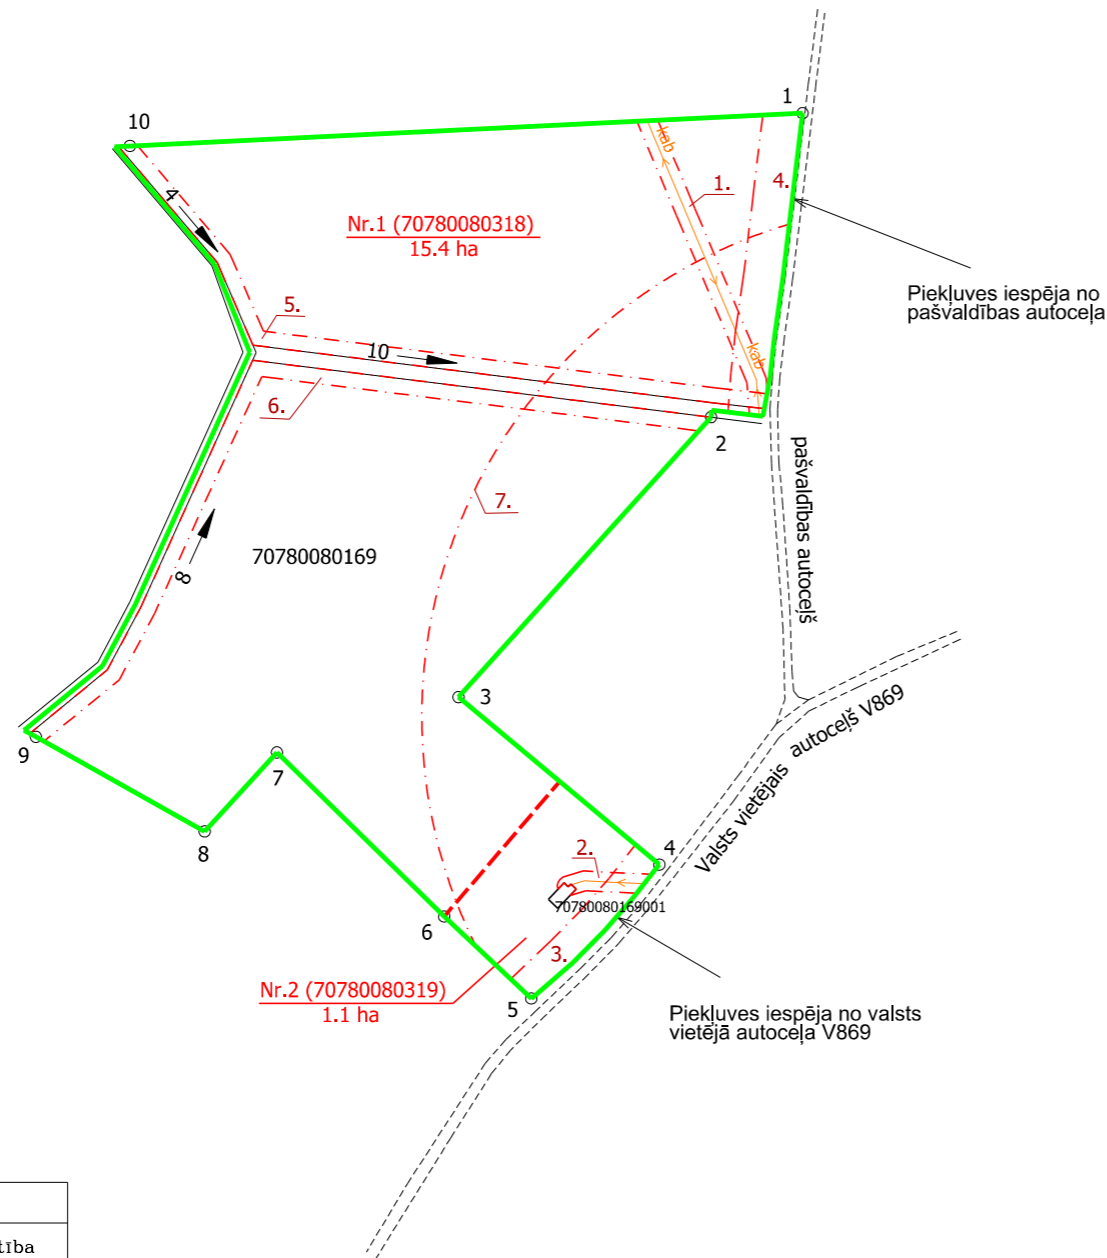 1
10
kab
4
1.
4.
Nr.1 (70780080318)
15.4 ha
Piekļuves iespēja no
pašvaldības autoceļa
5.
10
kab
6.
2
pašvaldības autoceļš
7.
70780080169
8
3
Valsts vietējais autoceļš V869
9
7
8
4
2.
70780080169001
6
3.
Nr.2 (70780080319)
1.1 ha
5
Piekļuves iespēja no valsts
vietējā autoceļa V869
tība